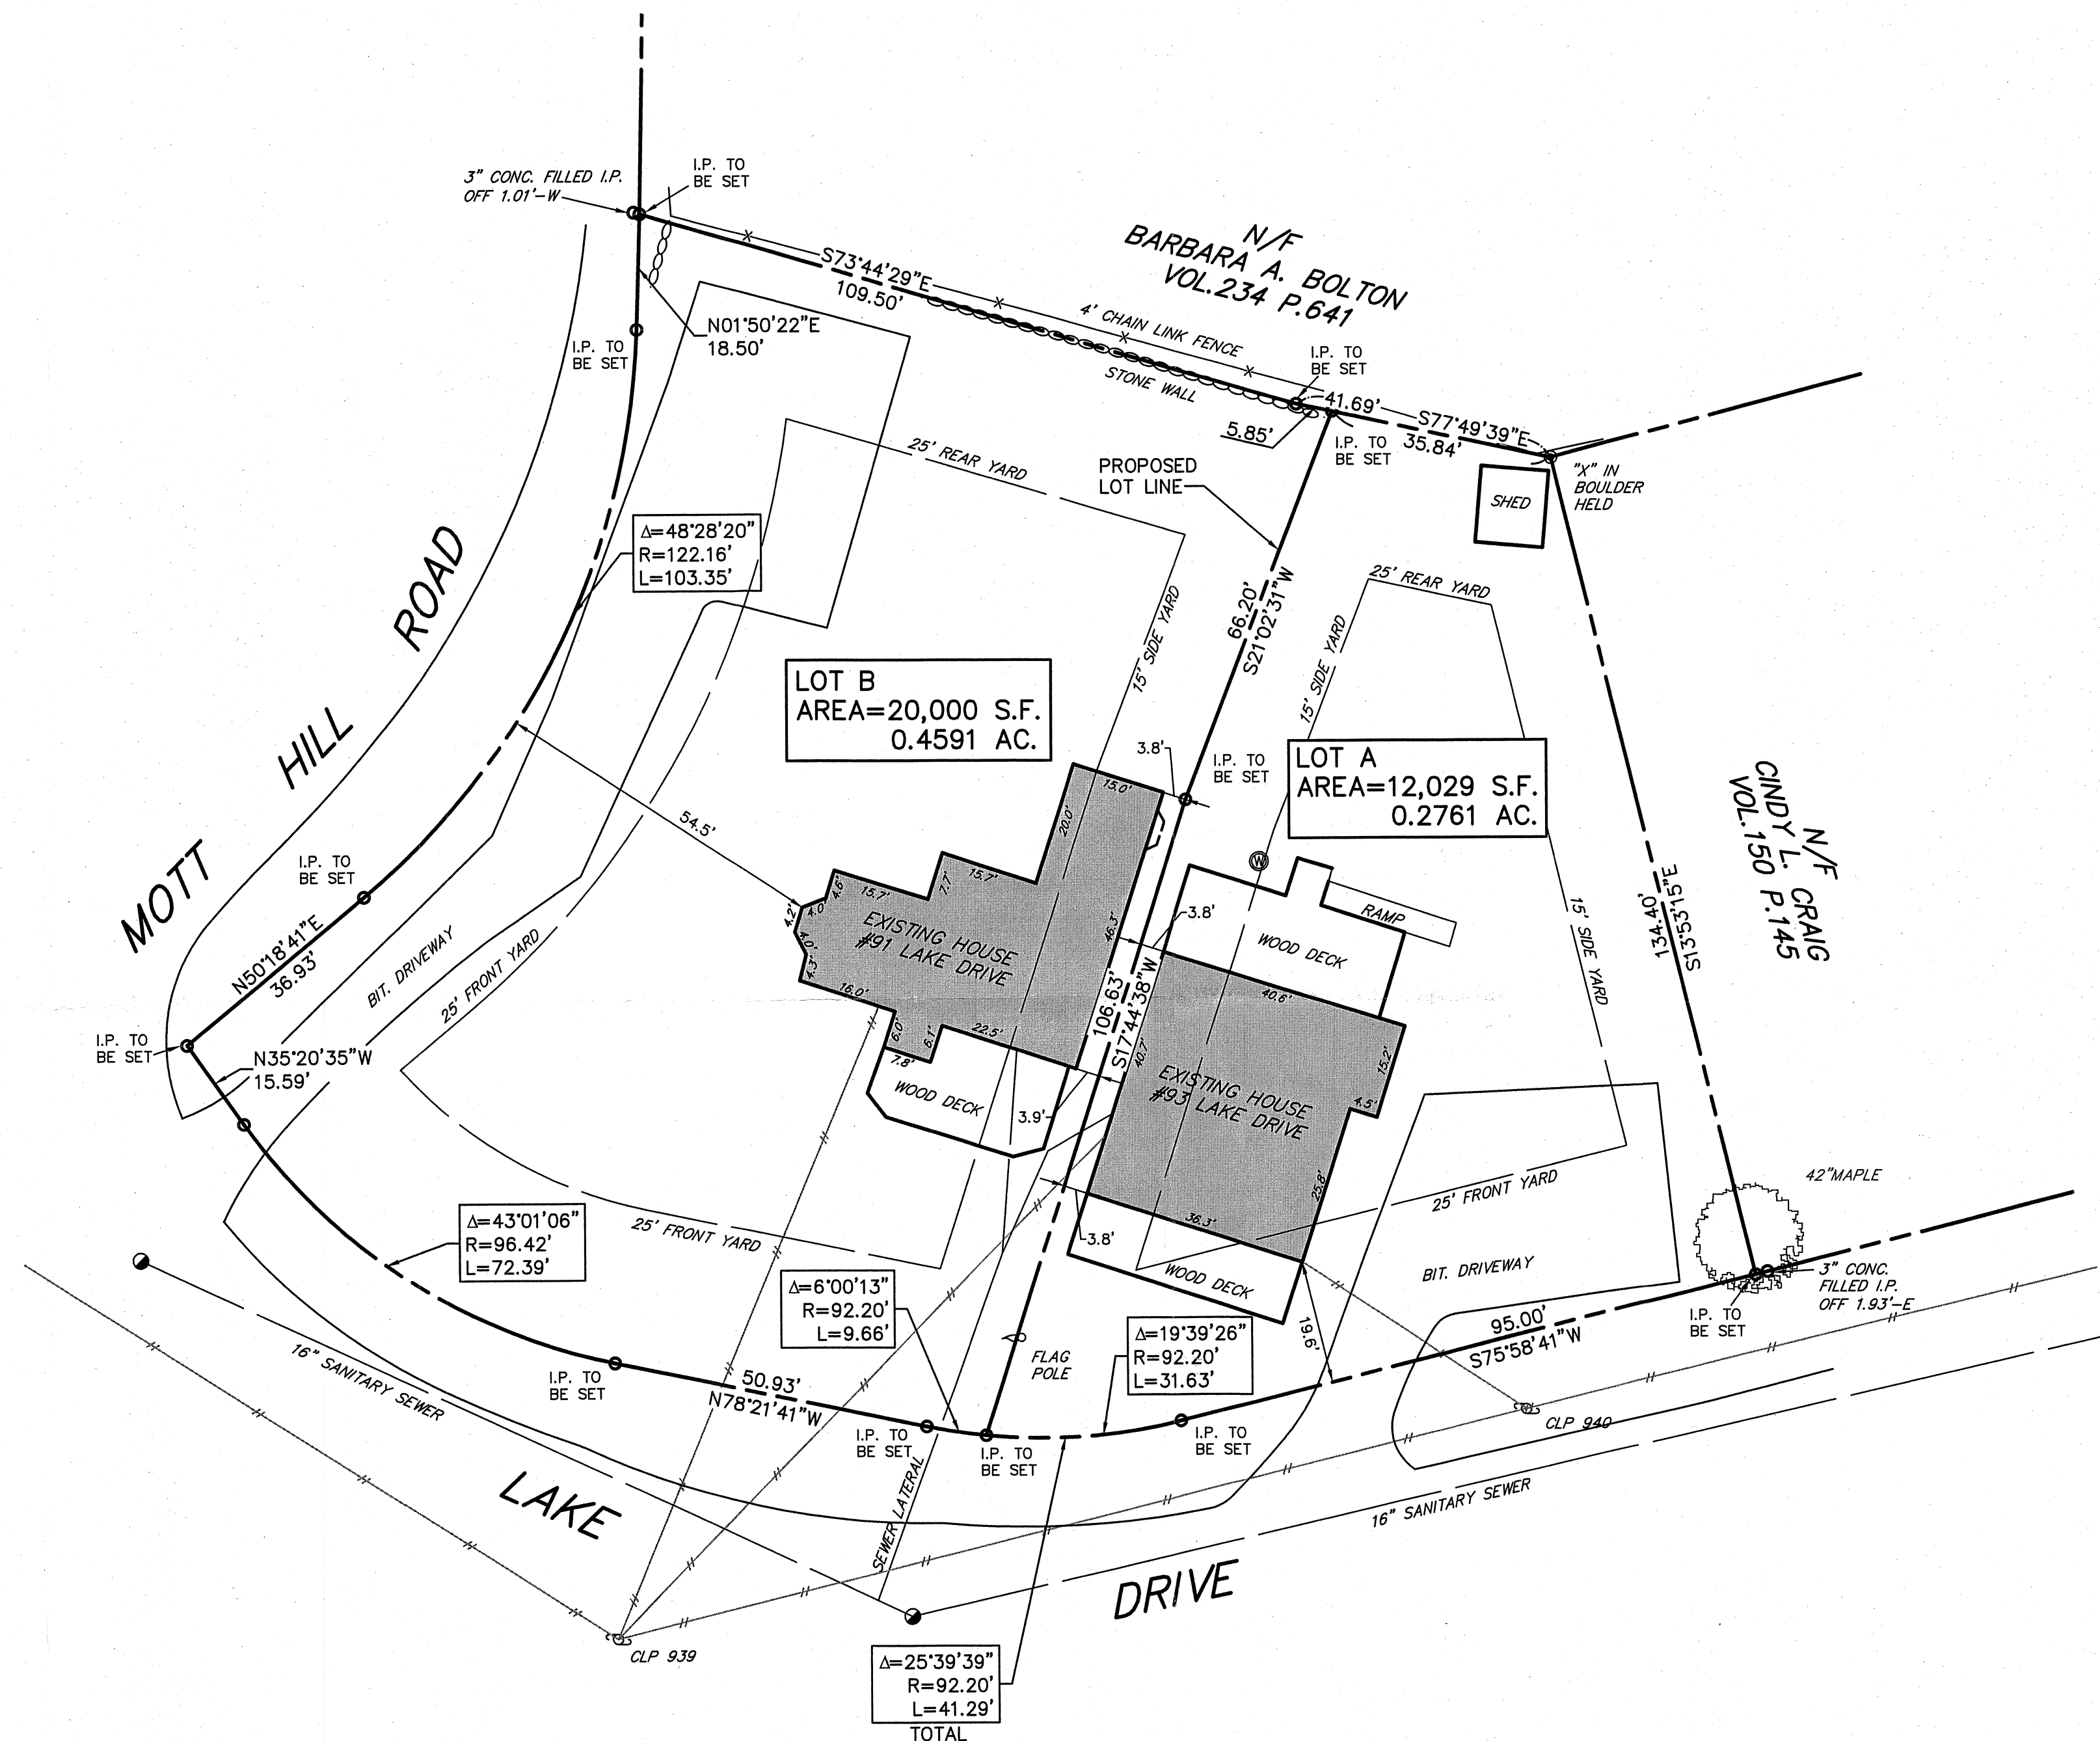 3" CONC. FILLED I.P.
OFF 1.01'-W
I.P. TO
BE SET
N/F
BARBARA A. BOLTON
VOL.234 P.641
S73°44'29"E
109.50'
4' CHAIN LINK FENCE
STONE WALL
N01°50'22"E
18.50'
I.P. TO
BE SET
I.P. TO
BE SET
41.69'
S77°49'39"E
5.85'
35.84'
I.P. TO
BE SET
"X" IN
BOULDER
HELD
SHED
25' REAR YARD
PROPOSED
LOT LINE
Δ=48°28'20"
R=122.16'
L=103.35'
MOTT HILL ROAD
15' SIDE YARD
66.20'
S21°02'31"W
25' REAR YARD
15' SIDE YARD
LOT B
AREA=20,000 S.F.
0.4591 AC.
LOT A
AREA=12,029 S.F.
0.2761 AC.
3.8'
I.P. TO
BE SET
54.5'
N/F
CINDY L. CRAIG
VOL.150 P.145
134.40'
S13°53'15"E
15' SIDE YARD
I.P. TO
BE SET
N50°18'41"E
36.93'
BIT. DRIVEWAY
25' FRONT YARD
15.0'
20.0'
15.7'
7.7'
15.7'
4.6'
4.0'
4.2'
4.0'
4.3'
16.0'
6.0'
7.8'
6.1'
22.5'
46.3'
EXISTING HOUSE
#91 LAKE DRIVE
WOOD DECK
W
3.8'
RAMP
WOOD DECK
106.63'
S17°44'38"W
40.6'
40.7'
15.2'
4.5'
25.8'
36.3'
EXISTING HOUSE
#93 LAKE DRIVE
3.9'
3.8'
WOOD DECK
I.P. TO
BE SET
N35°20'35"W
15.59'
42"MAPLE
25' FRONT YARD
25' FRONT YARD
BIT. DRIVEWAY
Δ=43°01'06"
R=96.42'
L=72.39'
Δ=6°00'13"
R=92.20'
L=9.66'
Δ=19°39'26"
R=92.20'
L=31.63'
19.6'
FLAG
POLE
3" CONC.
FILLED I.P.
OFF 1.93'-E
I.P. TO
BE SET
95.00'
S75°58'41"W
16" SANITARY SEWER
I.P. TO
BE SET
50.93'
N78°21'41"W
I.P. TO
BE SET
I.P. TO
BE SET
I.P. TO
BE SET
CLP 940
SEWER LATERAL
16" SANITARY SEWER
LAKE DRIVE
CLP 939
Δ=25°39'39"
R=92.20'
L=41.29'
TOTAL